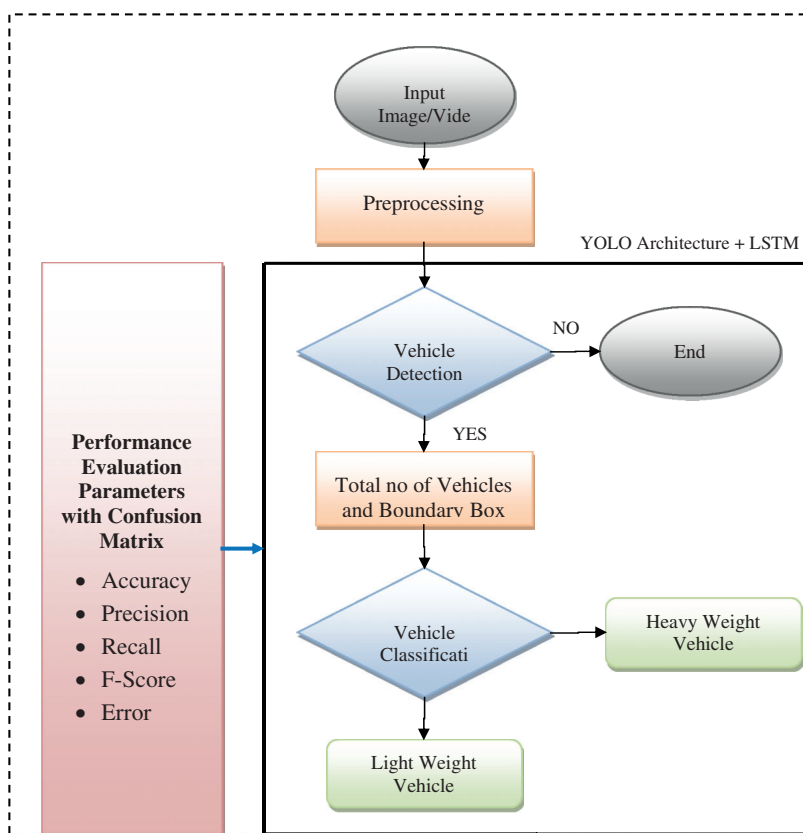 Input
Image/Vide
Preprocessing
YOLO Architecture + LSTM
Vehicle
Detection
NO
End
YES
Total no of Vehicles
and Boundary Box
Vehicle
Classificati
Heavy Weight
Vehicle
Light Weight
Vehicle
Performance
Evaluation
Parameters
with Confusion
Matrix
• Accuracy
• Precision
• Recall
• F-Score
• Error